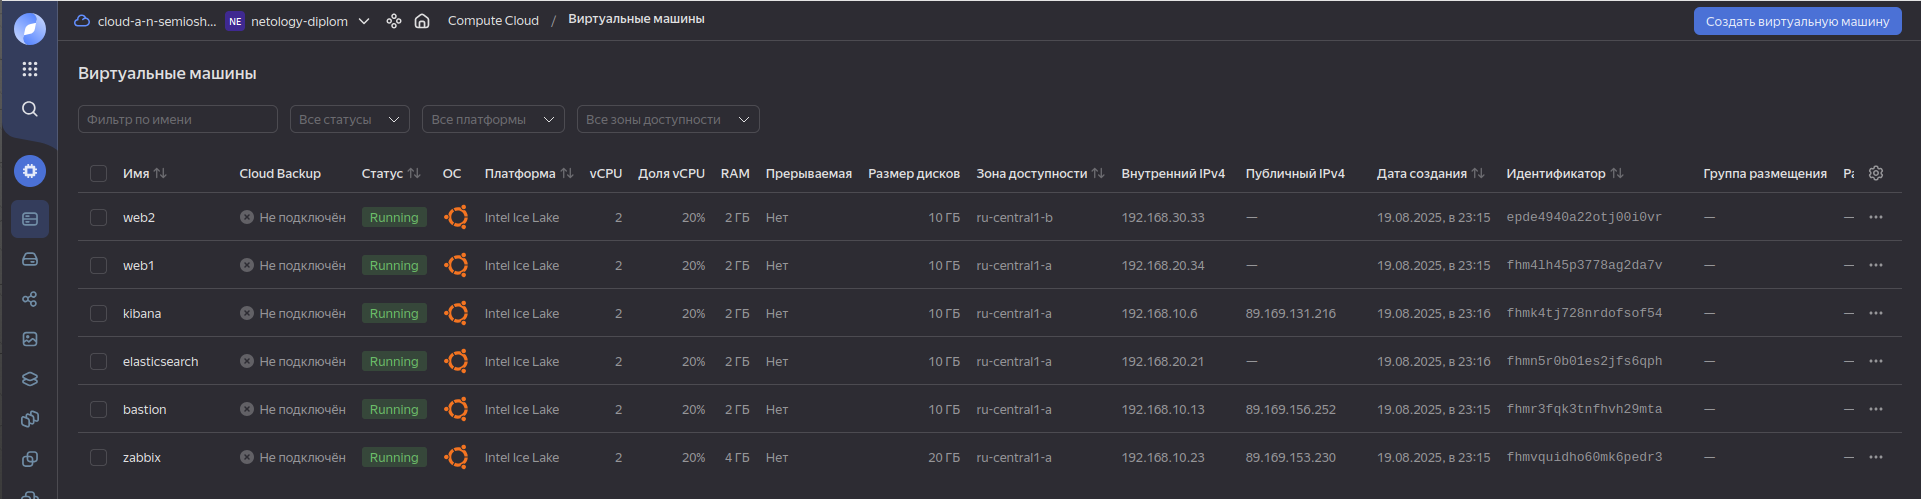 cloud-a-n-semiosh... NE netology-diplom Compute Cloud / Виртуальные машины Создать виртуальную машину
Виртуальные машины
Фильтр по имени Все статусы Все платформы Все зоны доступности
Имя Cloud Backup Статус ОС Платформа vCPU Доля vCPU RAM Прерываемая Размер дисков Зона доступности Внутренний IPv4 Публичный IPv4 Дата создания Идентификатор Группа размещения
web2 Не подключён Running Intel Ice Lake 2 20% 2 ГБ Нет 10 ГБ ru-central1-b 192.168.30.33 — 19.08.2025, в 23:15 epde4940a22otj00i0vr — —
web1 Не подключён Running Intel Ice Lake 2 20% 2 ГБ Нет 10 ГБ ru-central1-a 192.168.20.34 — 19.08.2025, в 23:15 fhm4lh45p3778ag2da7v — —
kibana Не подключён Running Intel Ice Lake 2 20% 2 ГБ Нет 10 ГБ ru-central1-a 192.168.10.6 89.169.131.216 19.08.2025, в 23:16 fhmk4tj728nrdofsof54 — —
elasticsearch Не подключён Running Intel Ice Lake 2 20% 2 ГБ Нет 10 ГБ ru-central1-a 192.168.20.21 — 19.08.2025, в 23:16 fhmn5r0b01es2jfs6qph — —
bastion Не подключён Running Intel Ice Lake 2 20% 2 ГБ Нет 10 ГБ ru-central1-a 192.168.10.13 89.169.156.252 19.08.2025, в 23:15 fhmr3fqk3tnfhvh29mta — —
zabbix Не подключён Running Intel Ice Lake 2 20% 4 ГБ Нет 20 ГБ ru-central1-a 192.168.10.23 89.169.153.230 19.08.2025, в 23:15 fhmvquidho60mk6pedr3 — —